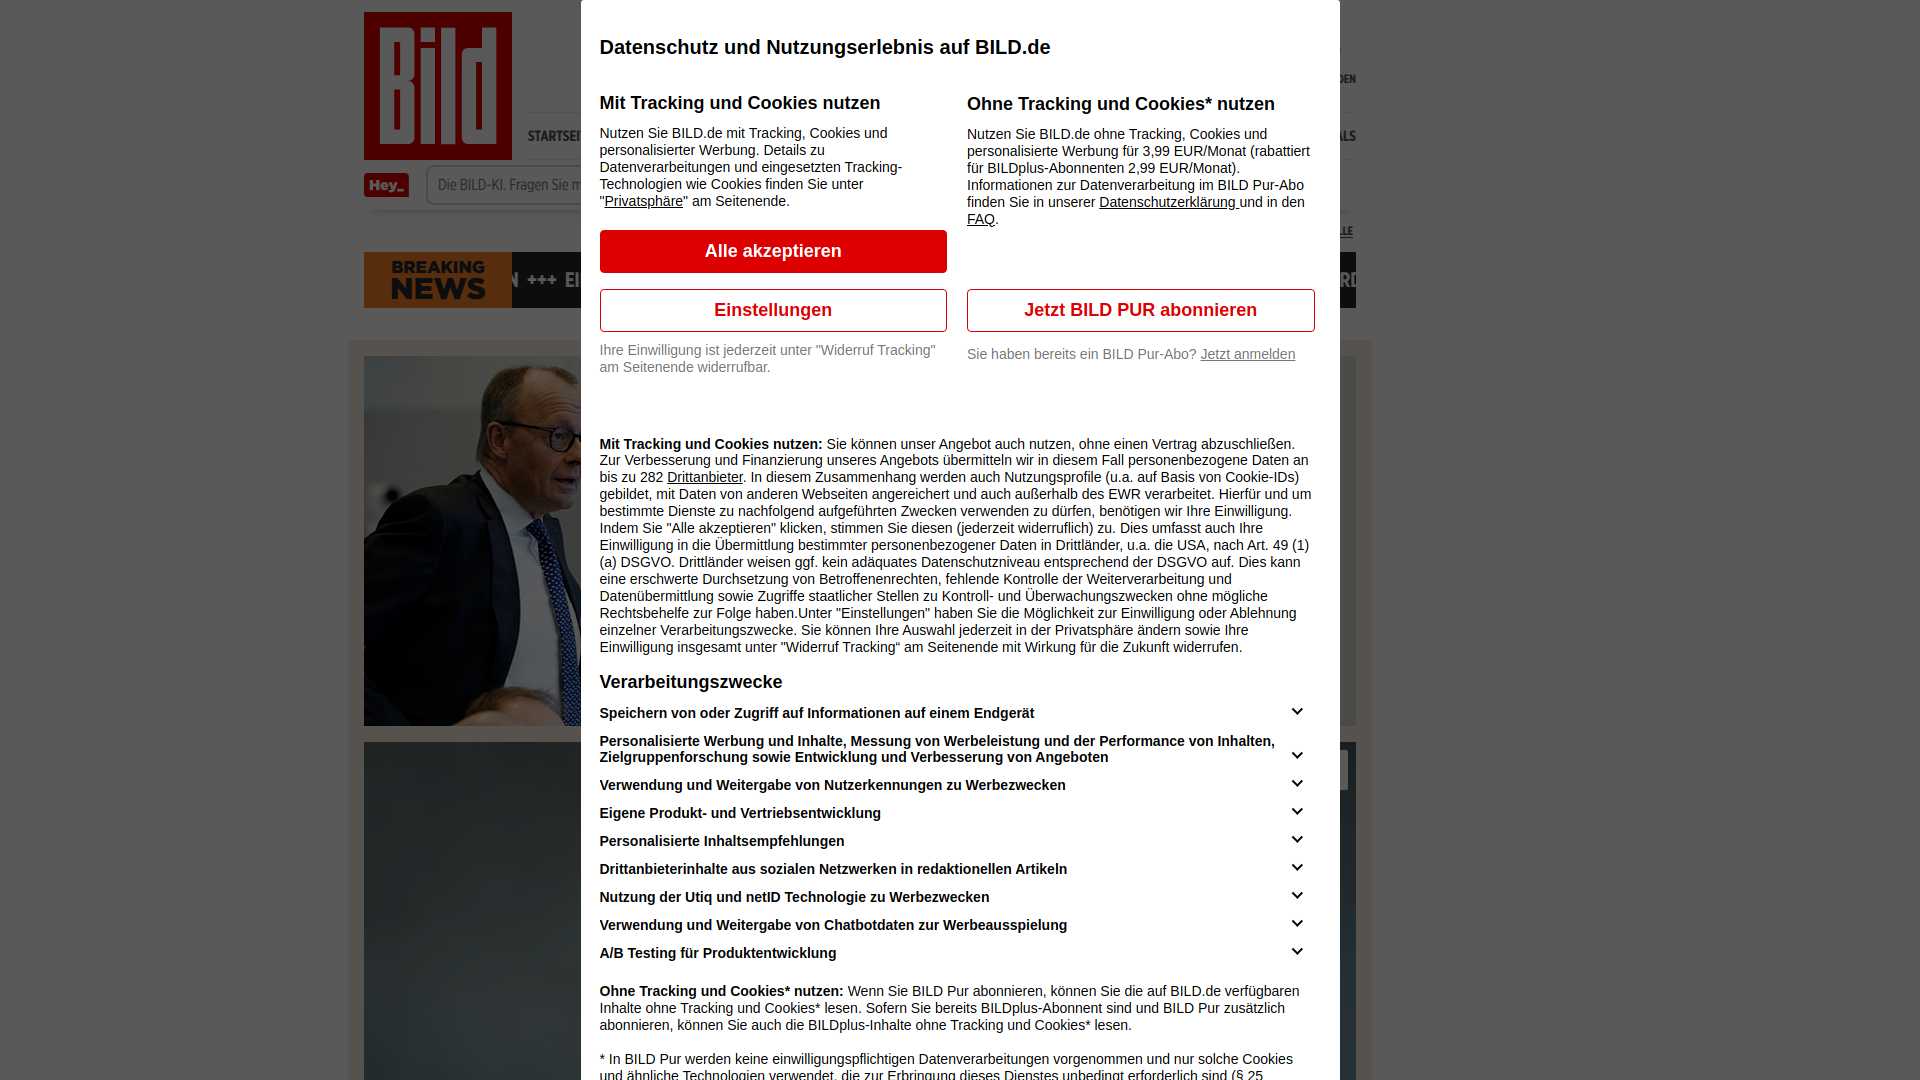 Bild
Datenschutz und Nutzungserlebnis auf BILD.de
Mit Tracking und Cookies nutzen
Nutzen Sie BILD.de mit Tracking, Cookies und
personalisierter Werbung. Details zu
Datenverarbeitungen und eingesetzten Tracking-
Technologien wie Cookies finden Sie unter
"Privatsphäre" am Seitenende.
Alle akzeptieren
Einstellungen
Ihre Einwilligung ist jederzeit unter "Widerruf Tracking"
am Seitenende widerrufbar.
Ohne Tracking und Cookies* nutzen
Nutzen Sie BILD.de ohne Tracking, Cookies und
personalisierte Werbung für 3,99 EUR/Monat (rabattiert
für BILDplus-Abonnenten 2,99 EUR/Monat).
Informationen zur Datenverarbeitung im BILD Pur-Abo
finden Sie in unserer Datenschutzerklärung und in den
FAQ.
Jetzt BILD PUR abonnieren
Sie haben bereits ein BILD Pur-Abo? Jetzt anmelden
Hey_
Die BILD-KI. Fragen Sie
BREAKING
NEWS
+++
Mit Tracking und Cookies nutzen: Sie können unser Angebot auch nutzen, ohne einen Vertrag abzuschließen.
Zur Verbesserung und Finanzierung unseres Angebots übermitteln wir in diesem Fall personenbezogene Daten an
bis zu 282 Drittanbieter. In diesem Zusammenhang werden auch Nutzungsprofile (u.a. auf Basis von Cookie-IDs)
gebildet, mit Daten von anderen Webseiten angereichert und auch außerhalb des EWR verarbeitet. Hierfür und um
bestimmte Dienste zu nachfolgend aufgeführten Zwecken verwenden zu dürfen, benötigen wir Ihre Einwilligung.
Indem Sie "Alle akzeptieren" klicken, stimmen Sie diesen (jederzeit widerruflich) zu. Dies umfasst auch Ihre
Einwilligung in die Übermittlung bestimmter personenbezogener Daten in Drittländer, u.a. die USA, nach Art. 49 (1)
(a) DSGVO. Drittländer weisen ggf. kein adäquates Datenschutzniveau entsprechend der DSGVO auf. Dies kann
eine erschwerte Durchsetzung von Betroffenenrechten, fehlende Kontrolle der Weiterverarbeitung und
Datenübermittlung sowie Zugriffe staatlicher Stellen zu Kontroll- und Überwachungszwecken ohne mögliche
Rechtsbehelfe zur Folge haben.Unter "Einstellungen" haben Sie die Möglichkeit zur Einwilligung oder Ablehnung
einzelner Verarbeitungszwecke. Sie können Ihre Auswahl jederzeit in der Privatsphäre ändern sowie Ihre
Einwilligung insgesamt unter "Widerruf Tracking“ am Seitenende mit Wirkung für die Zukunft widerrufen.
Verarbeitungszwecke
Speichern von oder Zugriff auf Informationen auf einem Endgerät
Personalisierte Werbung und Inhalte, Messung von Werbeleistung und der Performance von Inhalten,
Zielgruppenforschung sowie Entwicklung und Verbesserung von Angeboten
Verwendung und Weitergabe von Nutzerkennungen zu Werbezwecken
Eigene Produkt- und Vertriebsentwicklung
Personalisierte Inhaltsempfehlungen
Drittanbieterinhalte aus sozialen Netzwerken in redaktionellen Artikeln
Nutzung der Utiq und netID Technologie zu Werbezwecken
Verwendung und Weitergabe von Chatbotdaten zur Werbeausspielung
A/B Testing für Produktentwicklung
Ohne Tracking und Cookies* nutzen: Wenn Sie BILD Pur abonnieren, können Sie die auf BILD.de verfügbaren
Inhalte ohne Tracking und Cookies* lesen. Sofern Sie bereits BILDplus-Abonnent sind und BILD Pur zusätzlich
abonnieren, können Sie auch die BILDplus-Inhalte ohne Tracking und Cookies* lesen.
* In BILD Pur werden keine einwilligungspflichtigen Datenverarbeitungen vorgenommen und nur solche Cookies
und ähnliche Technologien verwendet, die zur Erbringung dieses Dienstes unbedingt erforderlich sind (§ 25